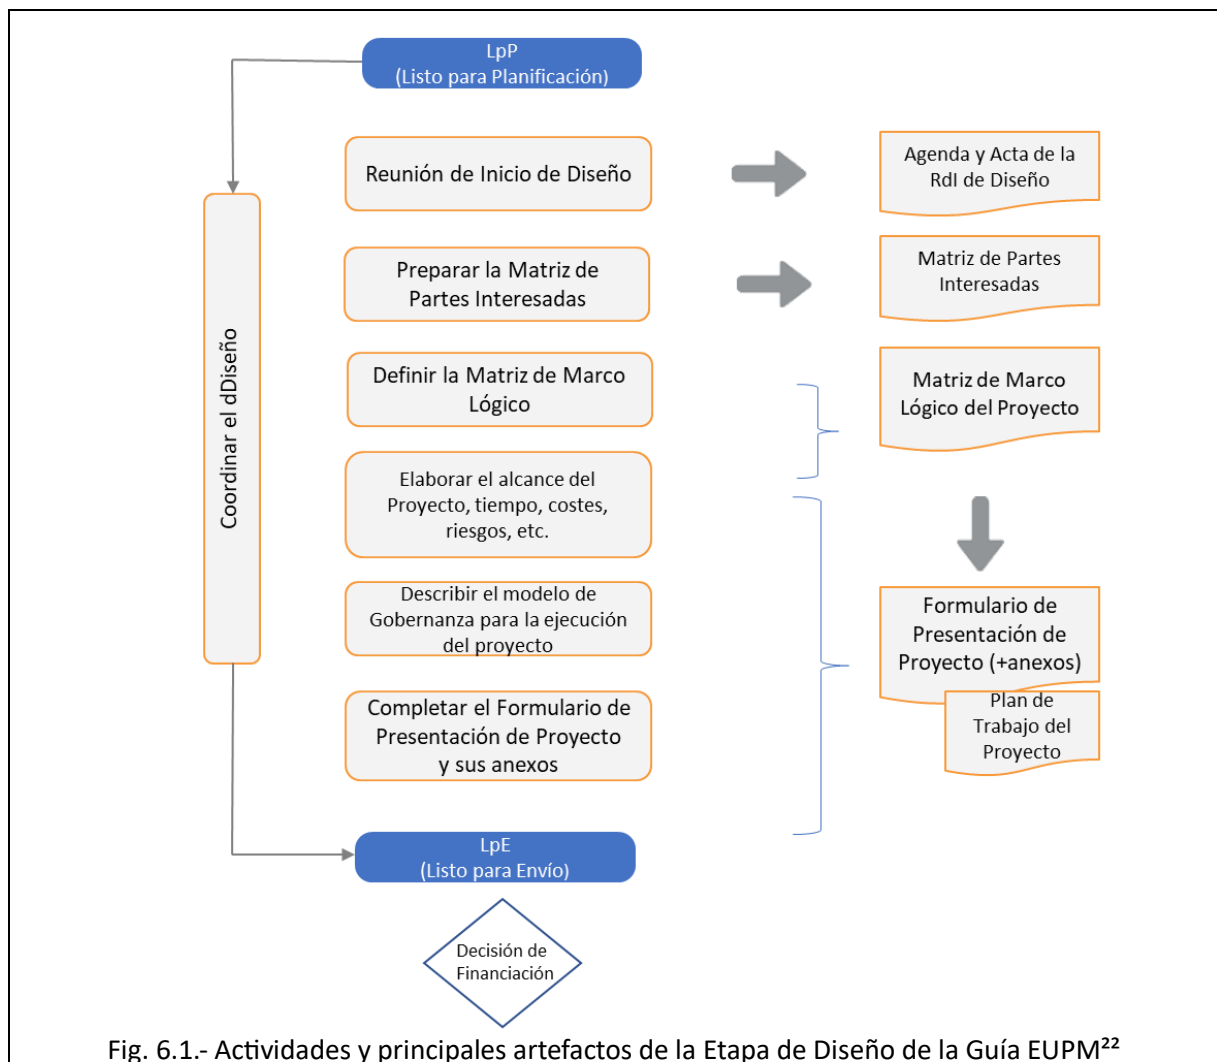 LpP
(Listo para Planificación)
Reunión de Inicio de Diseño
Agenda y Acta de la
RdI de Diseño
Preparar la Matriz de
Partes Interesadas
Matriz de Partes
Interesadas
Coordinar el dDiseño
Definir la Matriz de Marco
Lógico
Matriz de Marco
Lógico del Proyecto
Elaborar el alcance del
Proyecto, tiempo, costes,
riesgos, etc.
Describir el modelo de
Gobernanza para la ejecución
del proyecto
Formulario de
Presentación de
Proyecto (+anexos)
Completar el Formulario de
Presentación de Proyecto
y sus anexos
Plan de
Trabajo del
Proyecto
LpE
(Listo para Envío)
Decisión de
Financiación
Fig. 6.1.- Actividades y principales artefactos de la Etapa de Diseño de la Guía EUPM²²